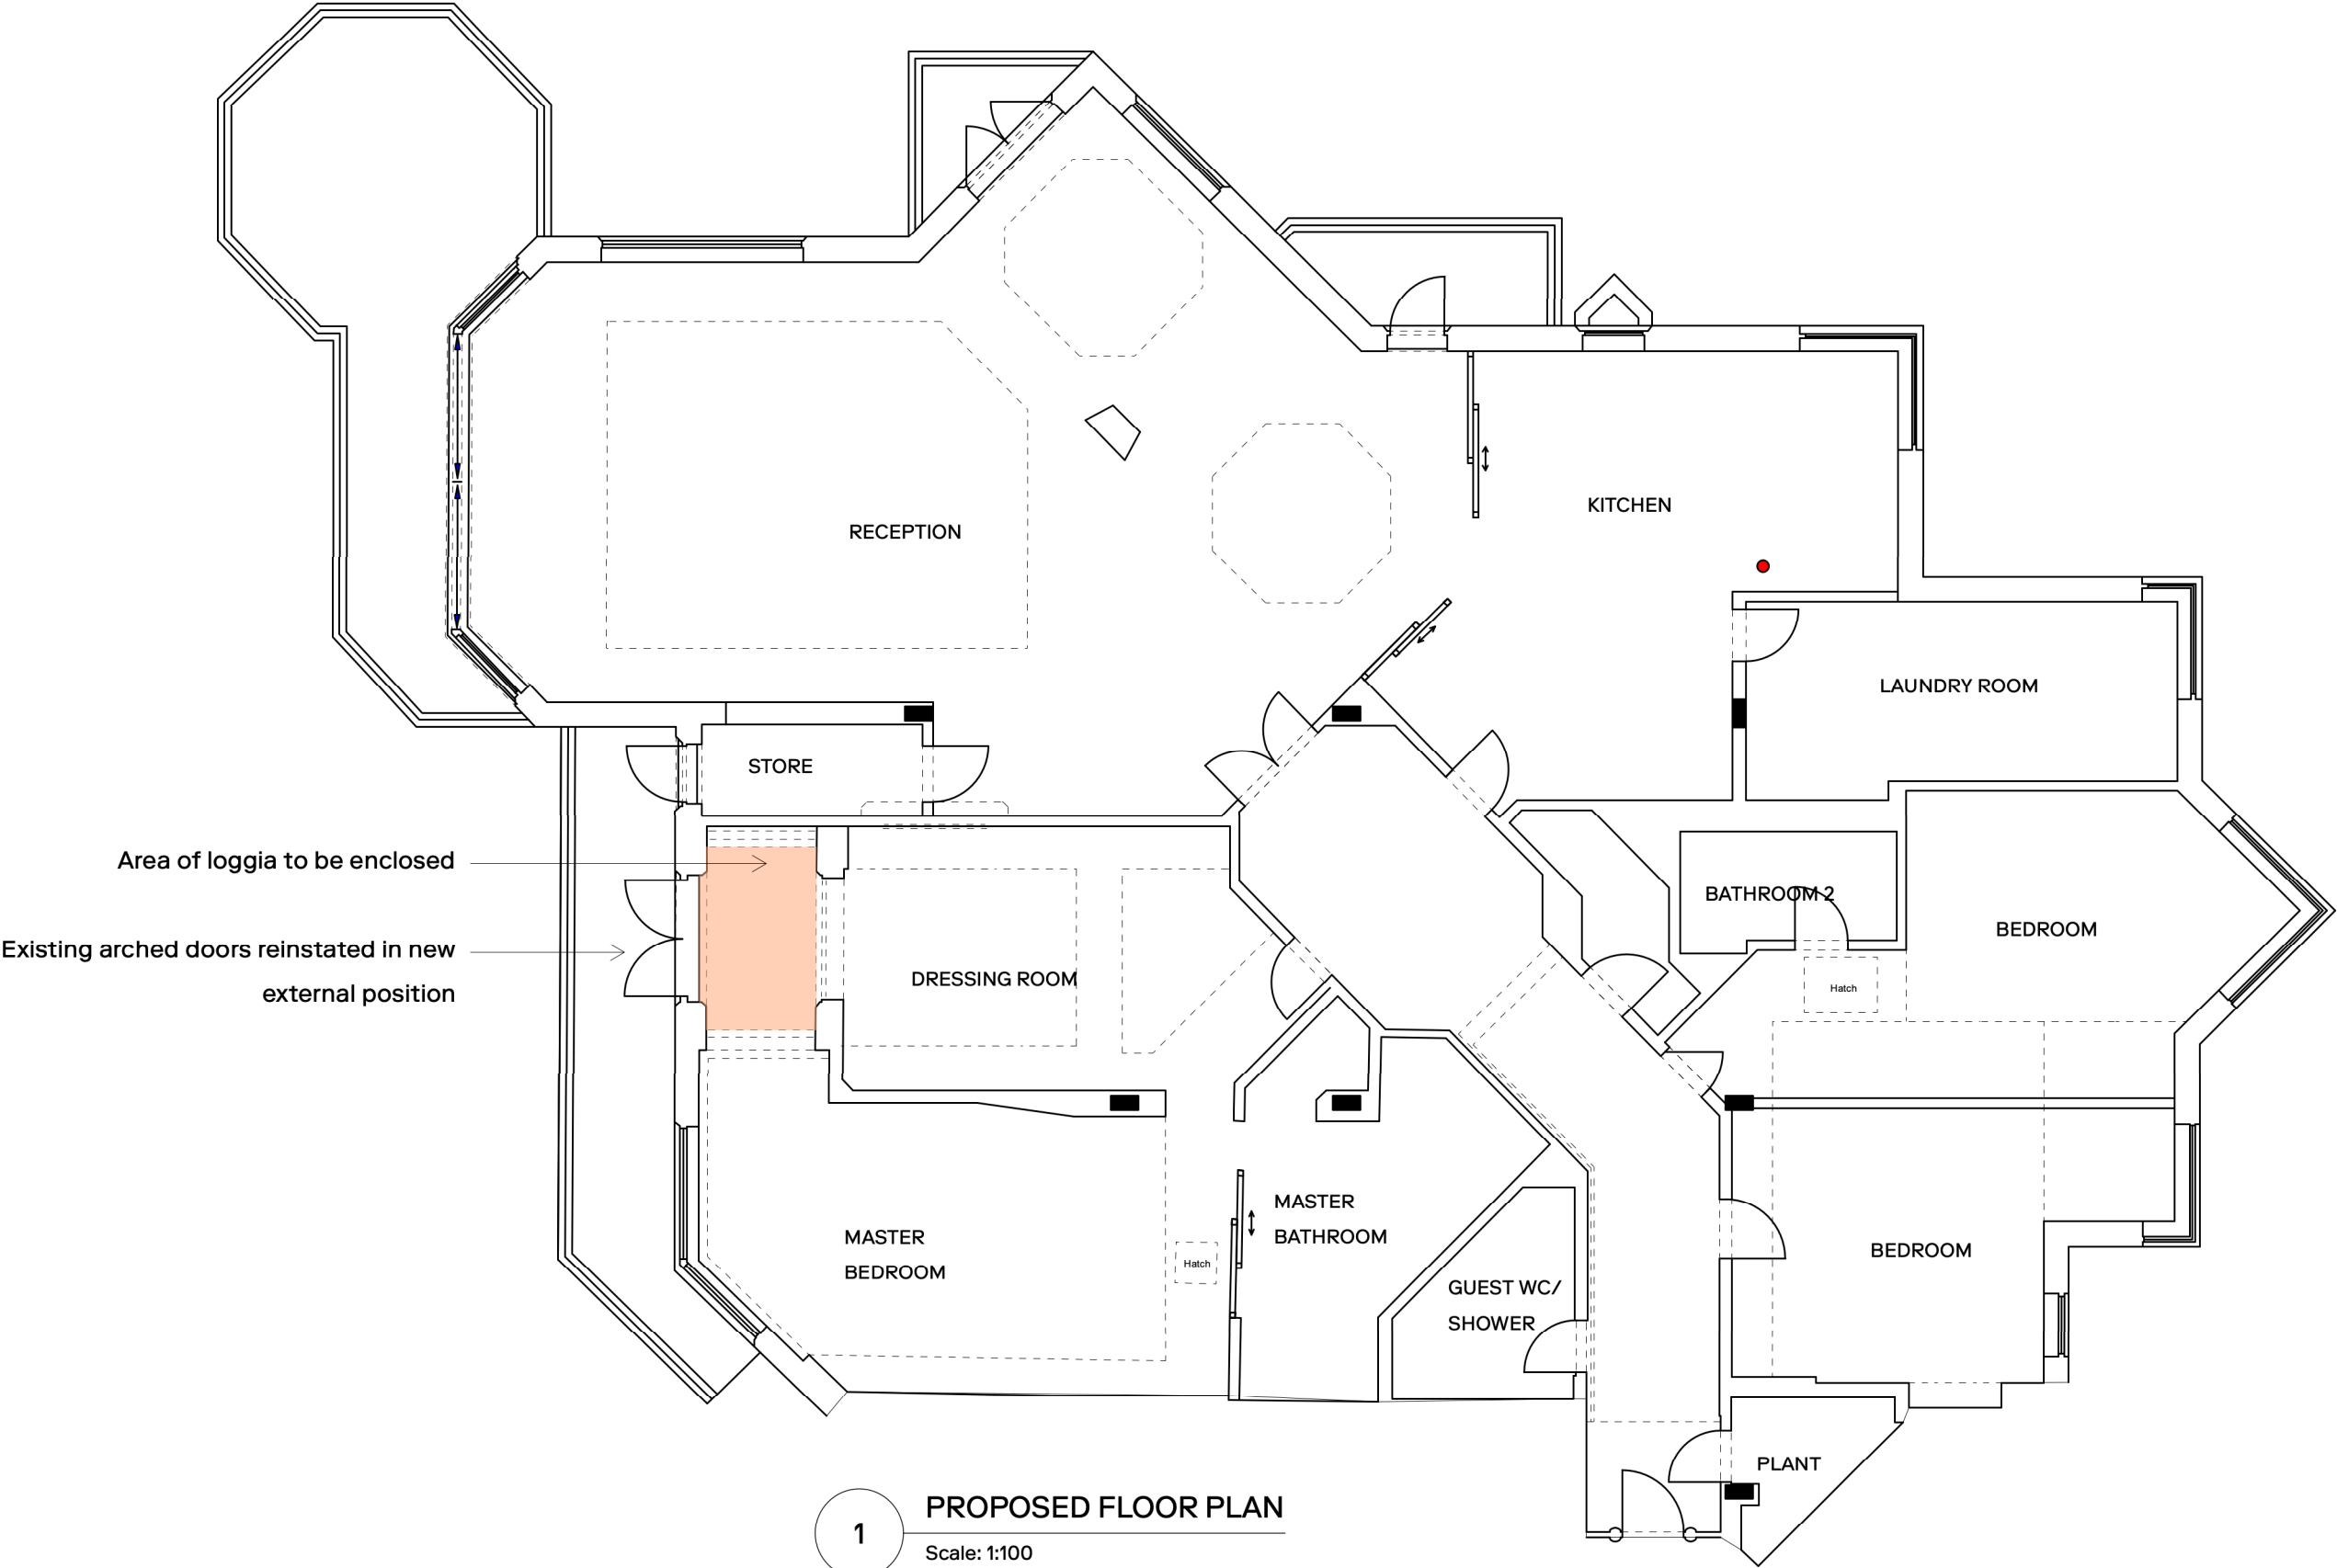 RECEPTION
KITCHEN
LAUNDRY ROOM
STORE
Area of loggia to be enclosed
BATHROOM 2
BEDROOM
Existing arched doors reinstated in new
external position
DRESSING ROOM
Hatch
MASTER
BATHROOM
MASTER
BEDROOM
Hatch
BEDROOM
GUEST WC/
SHOWER
PLANT
1
PROPOSED FLOOR PLAN
Scale: 1:100